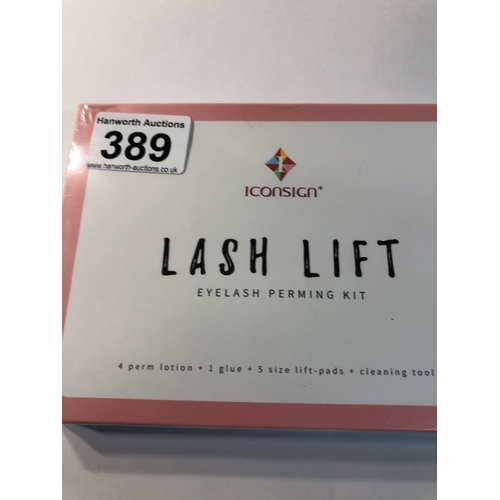 Hanworth Auctions
389
www.hanworth-auctions.co.uk
ICONSIGN®
LASH LIFT
EYELASH PERMING KIT
4 perm lotion + 1 glue + 5 size lift-pads + cleaning tool